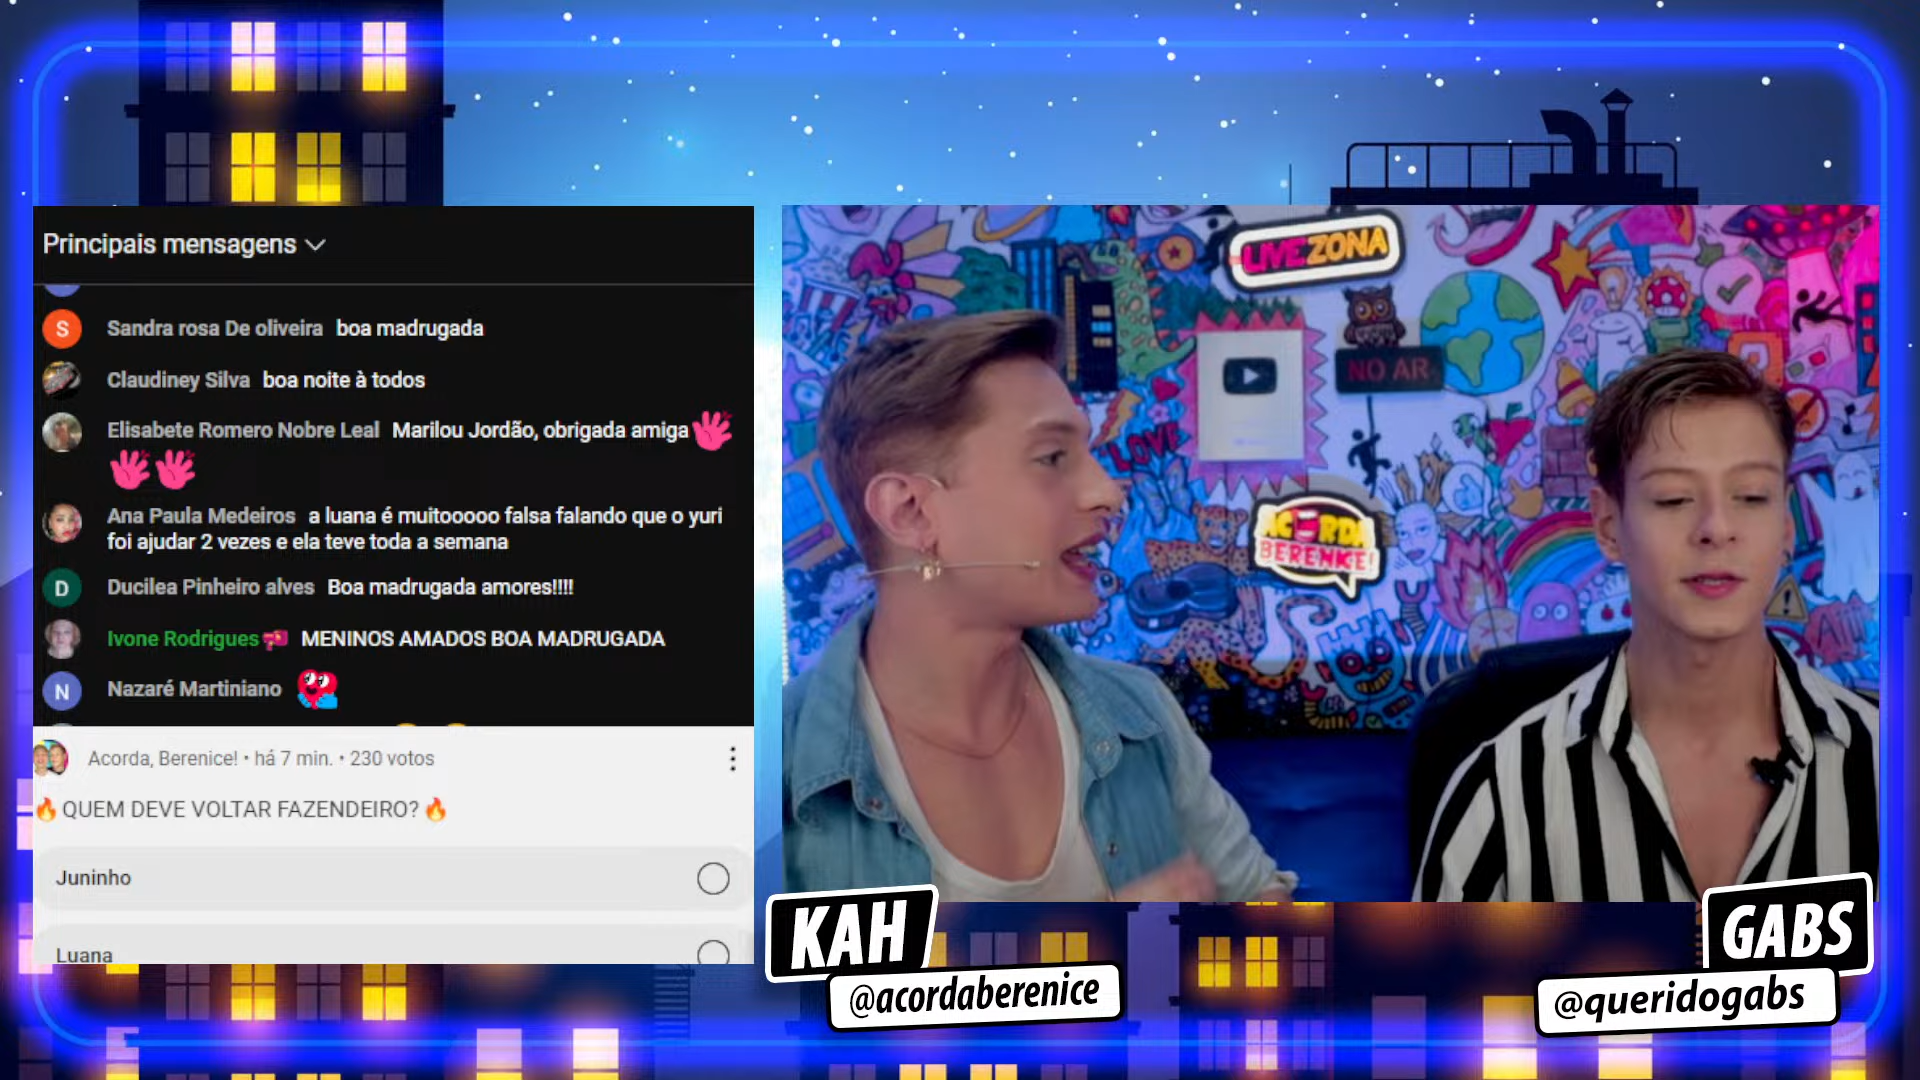 Principais mensagens
Sandra rosa De oliveira boa madrugada
Claudiney Silva boa noite à todos
Elisabete Romero Nobre Leal Marilou Jordão, obrigada amiga
Ana Paula Medeiros a luana é muitooooo falsa falando que o yuri
foi ajudar 2 vezes e ela teve toda a semana
Ducilea Pinheiro alves Boa madrugada amores!!!!
Ivone Rodrigues MENINOS AMADOS BOA MADRUGADA
Nazaré Martiniano
Acorda, Berenice! • há 7 min. • 230 votos
🔥 QUEM DEVE VOLTAR FAZENDEIRO? 🔥
Juninho
Luana
S
D
N
LIVEZONA
NO AR
LOVE
ACORDA
BERENICE!
KAH
@acordaberenice
GABS
@queridogabs